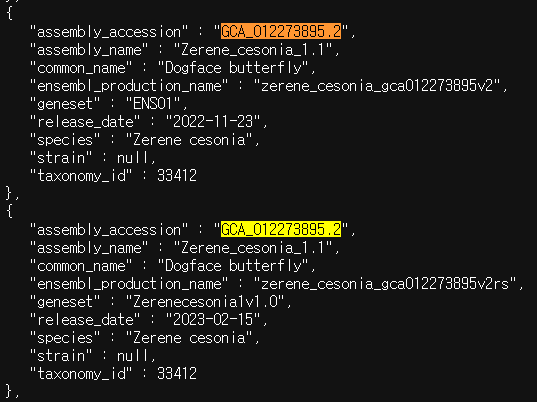 {
"assembly_accession" : "GCA_012273895.2",
"assembly_name" : "Zerene_cesonia_1.1",
"common_name" : "Dogface butterfly",
"ensembl_production_name" : "zerene_cesonia_gca012273895v2",
"geneset" : "ENS01",
"release_date" : "2022-11-23",
"species" : "Zerene cesonia",
"strain" : null,
"taxonomy_id" : 33412
},
{
"assembly_accession" : "GCA_012273895.2",
"assembly_name" : "Zerene_cesonia_1.1",
"common_name" : "Dogface butterfly",
"ensembl_production_name" : "zerene_cesonia_gca012273895v2rs",
"geneset" : "Zerenecesonia1v1.0",
"release_date" : "2023-02-15",
"species" : "Zerene cesonia",
"strain" : null,
"taxonomy_id" : 33412
},